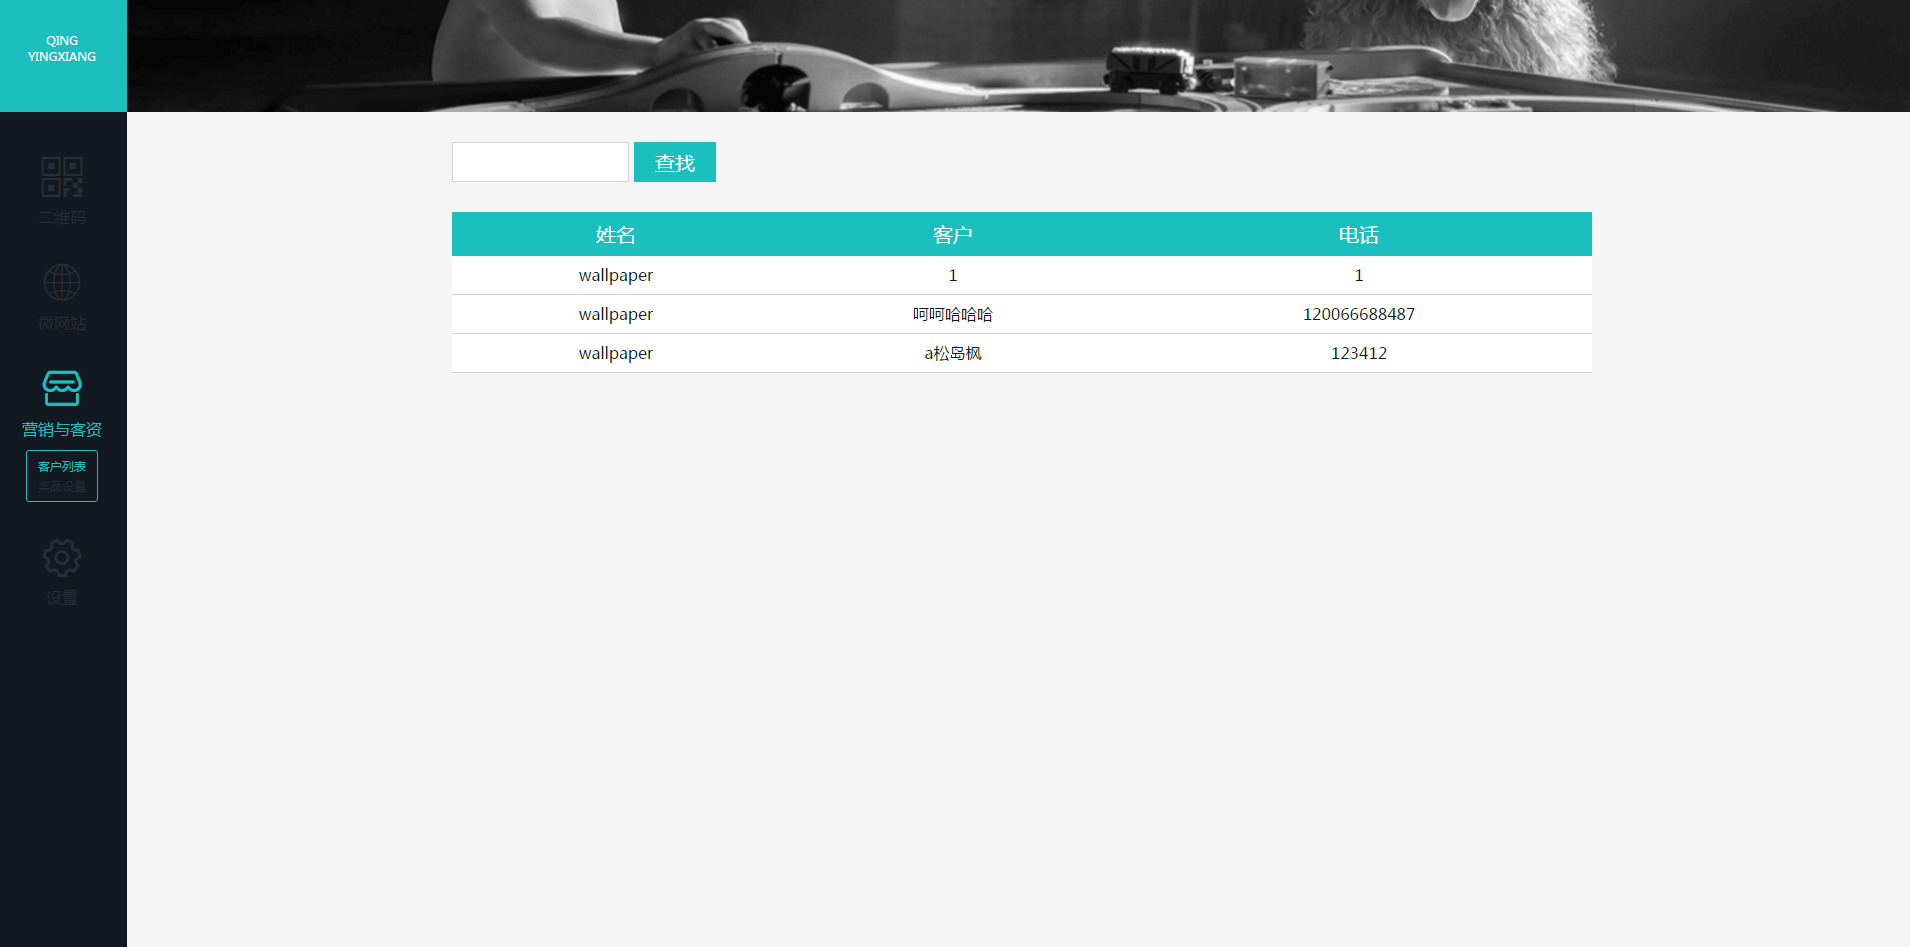 QING
YINGXIANG
二维码
微网站
营销与客资
客户列表
奖品设置
设置
查找
姓名 客户 电话
wallpaper 1 1
wallpaper 呵呵哈哈哈 120066688487
wallpaper a松岛枫 123412